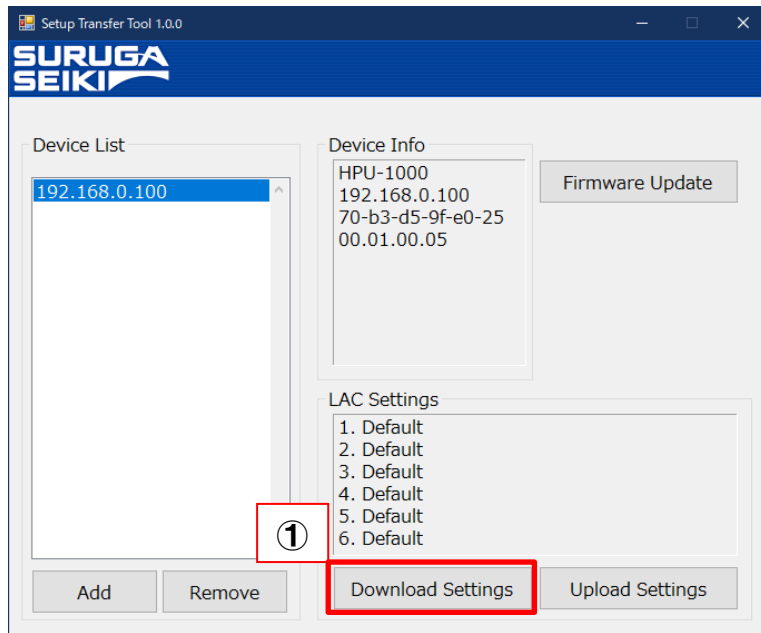 Setup Transfer Tool 1.0.0
SURUGA
SEIKI
Device List
192.168.0.100
Add
Remove
Device Info
HPU-1000
192.168.0.100
70-b3-d5-9f-e0-25
00.01.00.05
Firmware Update
LAC Settings
1. Default
2. Default
3. Default
4. Default
5. Default
6. Default
①
Download Settings
Upload Settings